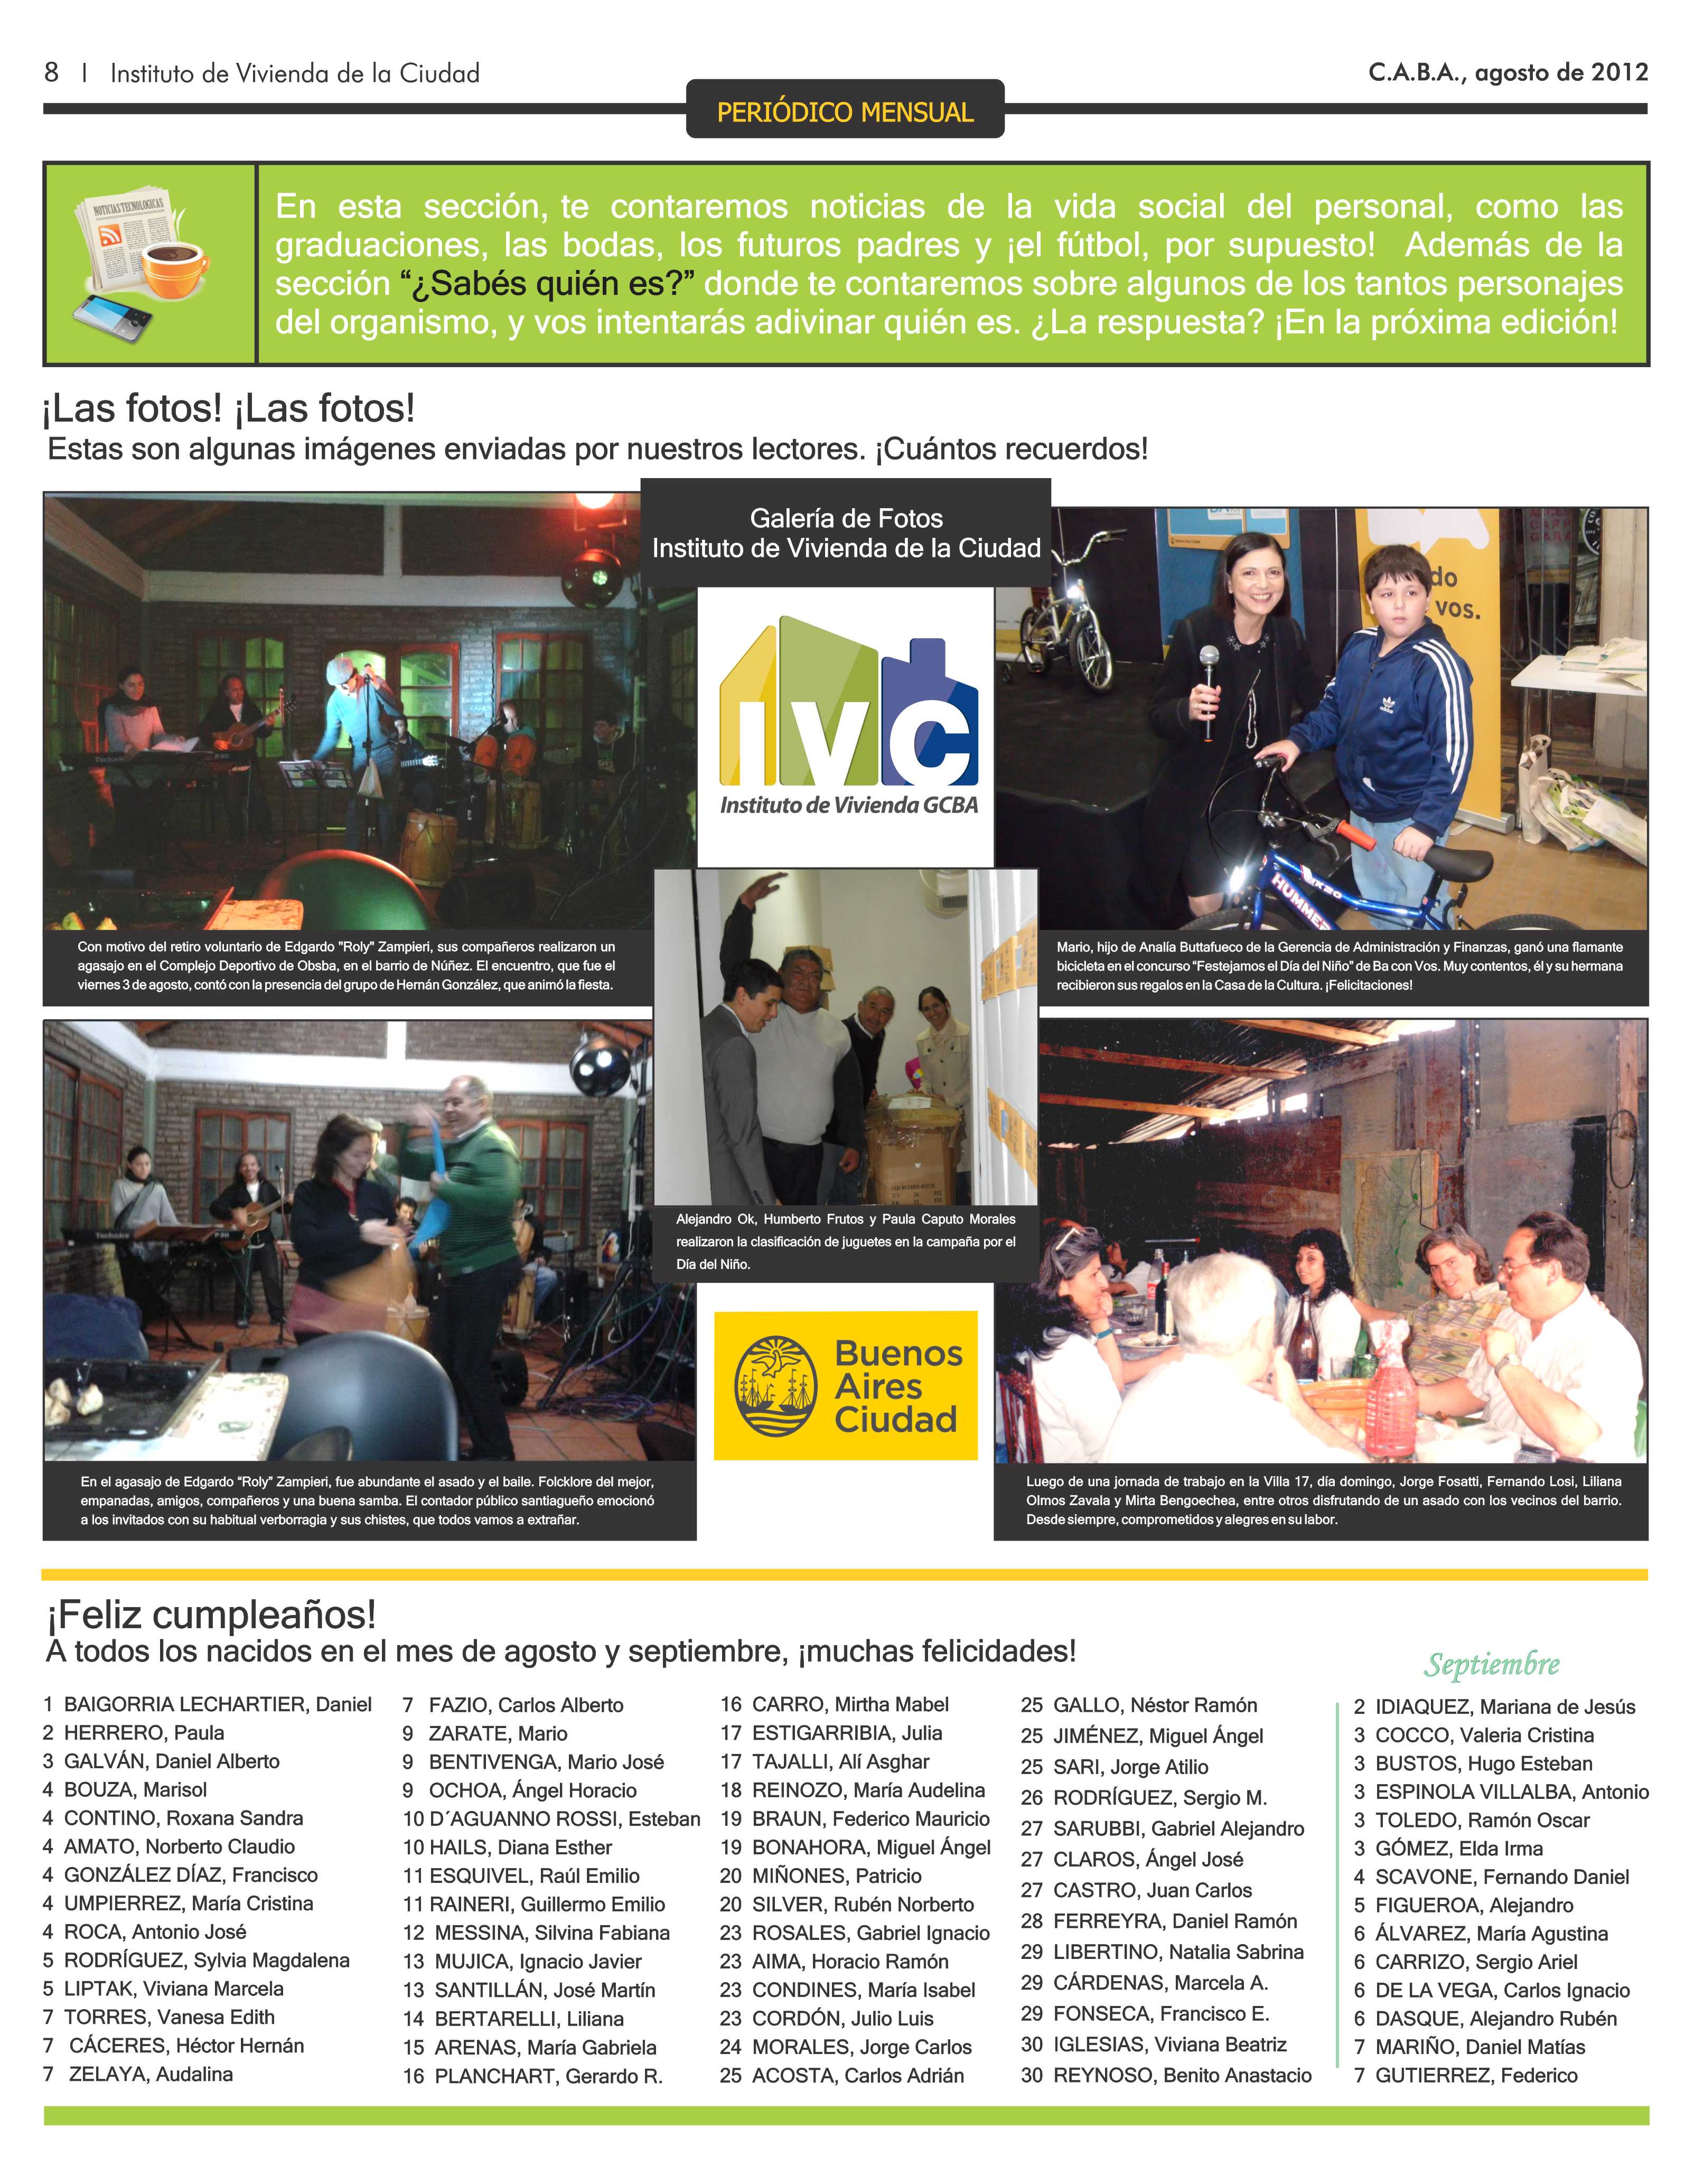 8 | Instituto de Vivienda de la Ciudad
C.A.B.A., agosto de 2012
PERIÓDICO MENSUAL
NOTICIAS TECNOLOGICAS
En esta sección, te contaremos noticias de la vida social del personal, como las
graduaciones, las bodas, los futuros padres y ¡el fútbol, por supuesto! Además de la
sección “¿Sabés quién es?” donde te contaremos sobre algunos de los tantos personajes
del organismo, y vos intentarás adivinar quién es. ¿La respuesta? ¡En la próxima edición!
¡Las fotos! ¡Las fotos!
Estas son algunas imágenes enviadas por nuestros lectores. ¡Cuántos recuerdos!
Galería de Fotos
Instituto de Vivienda de la Ciudad
ivc
Instituto de Vivienda GCBA
do
vos.
adidas
HUMMER
Technics
Con motivo del retiro voluntario de Edgardo "Roly" Zampieri, sus compañeros realizaron un
agasajo en el Complejo Deportivo de Obsba, en el barrio de Núñez. El encuentro, que fue el
viernes 3 de agosto, contó con la presencia del grupo de Hernán González, que animó la fiesta.
Mario, hijo de Analía Buttafueco de la Gerencia de Administración y Finanzas, ganó una flamante
bicicleta en el concurso “Festejamos el Día del Niño” de Ba con Vos. Muy contentos, él y su hermana
recibieron sus regalos en la Casa de la Cultura. ¡Felicitaciones!
Technics
Alejandro Ok, Humberto Frutos y Paula Caputo Morales
realizaron la clasificación de juguetes en la campaña por el
Día del Niño.
Buenos
Aires
Ciudad
En el agasajo de Edgardo “Roly” Zampieri, fue abundante el asado y el baile. Folcklore del mejor,
empanadas, amigos, compañeros y una buena samba. El contador público santiagueño emocionó
a los invitados con su habitual verborragia y sus chistes, que todos vamos a extrañar.
Luego de una jornada de trabajo en la Villa 17, día domingo, Jorge Fosatti, Fernando Losi, Liliana
Olmos Zavala y Mirta Bengoechea, entre otros disfrutando de un asado con los vecinos del barrio.
Desde siempre, comprometidos y alegres en su labor.
¡Feliz cumpleaños!
A todos los nacidos en el mes de agosto y septiembre, ¡muchas felicidades!
1 BAIGORRIA LECHARTIER, Daniel
2 HERRERO, Paula
3 GALVÁN, Daniel Alberto
4 BOUZA, Marisol
4 CONTINO, Roxana Sandra
4 AMATO, Norberto Claudio
4 GONZÁLEZ DÍAZ, Francisco
4 UMPIERREZ, María Cristina
4 ROCA, Antonio José
5 RODRÍGUEZ, Sylvia Magdalena
5 LIPTAK, Viviana Marcela
7 TORRES, Vanesa Edith
7 CÁCERES, Héctor Hernán
7 ZELAYA, Audalina
7 FAZIO, Carlos Alberto
9 ZARATE, Mario
9 BENTIVENGA, Mario José
9 OCHOA, Ángel Horacio
10 D´AGUANNO ROSSI, Esteban
10 HAILS, Diana Esther
11 ESQUIVEL, Raúl Emilio
11 RAINERI, Guillermo Emilio
12 MESSINA, Silvina Fabiana
13 MUJICA, Ignacio Javier
13 SANTILLÁN, José Martín
14 BERTARELLI, Liliana
15 ARENAS, María Gabriela
16 PLANCHART, Gerardo R.
16 CARRO, Mirtha Mabel
17 ESTIGARRIBIA, Julia
17 TAJALLI, Alí Asghar
18 REINOZO, María Audelina
19 BRAUN, Federico Mauricio
19 BONAHORA, Miguel Ángel
20 MIÑONES, Patricio
20 SILVER, Rubén Norberto
23 ROSALES, Gabriel Ignacio
23 AIMA, Horacio Ramón
23 CONDINES, María Isabel
23 CORDÓN, Julio Luis
24 MORALES, Jorge Carlos
25 ACOSTA, Carlos Adrián
25 GALLO, Néstor Ramón
25 JIMÉNEZ, Miguel Ángel
25 SARI, Jorge Atilio
26 RODRÍGUEZ, Sergio M.
27 SARUBBI, Gabriel Alejandro
27 CLAROS, Ángel José
27 CASTRO, Juan Carlos
28 FERREYRA, Daniel Ramón
29 LIBERTINO, Natalia Sabrina
29 CÁRDENAS, Marcela A.
29 FONSECA, Francisco E.
30 IGLESIAS, Viviana Beatriz
30 REYNOSO, Benito Anastacio
Septiembre
2 IDIAQUEZ, Mariana de Jesús
3 COCCO, Valeria Cristina
3 BUSTOS, Hugo Esteban
3 ESPINOLA VILLALBA, Antonio
3 TOLEDO, Ramón Oscar
3 GÓMEZ, Elda Irma
4 SCAVONE, Fernando Daniel
5 FIGUEROA, Alejandro
6 ÁLVAREZ, María Agustina
6 CARRIZO, Sergio Ariel
6 DE LA VEGA, Carlos Ignacio
6 DASQUE, Alejandro Rubén
7 MARIÑO, Daniel Matías
7 GUTIERREZ, Federico